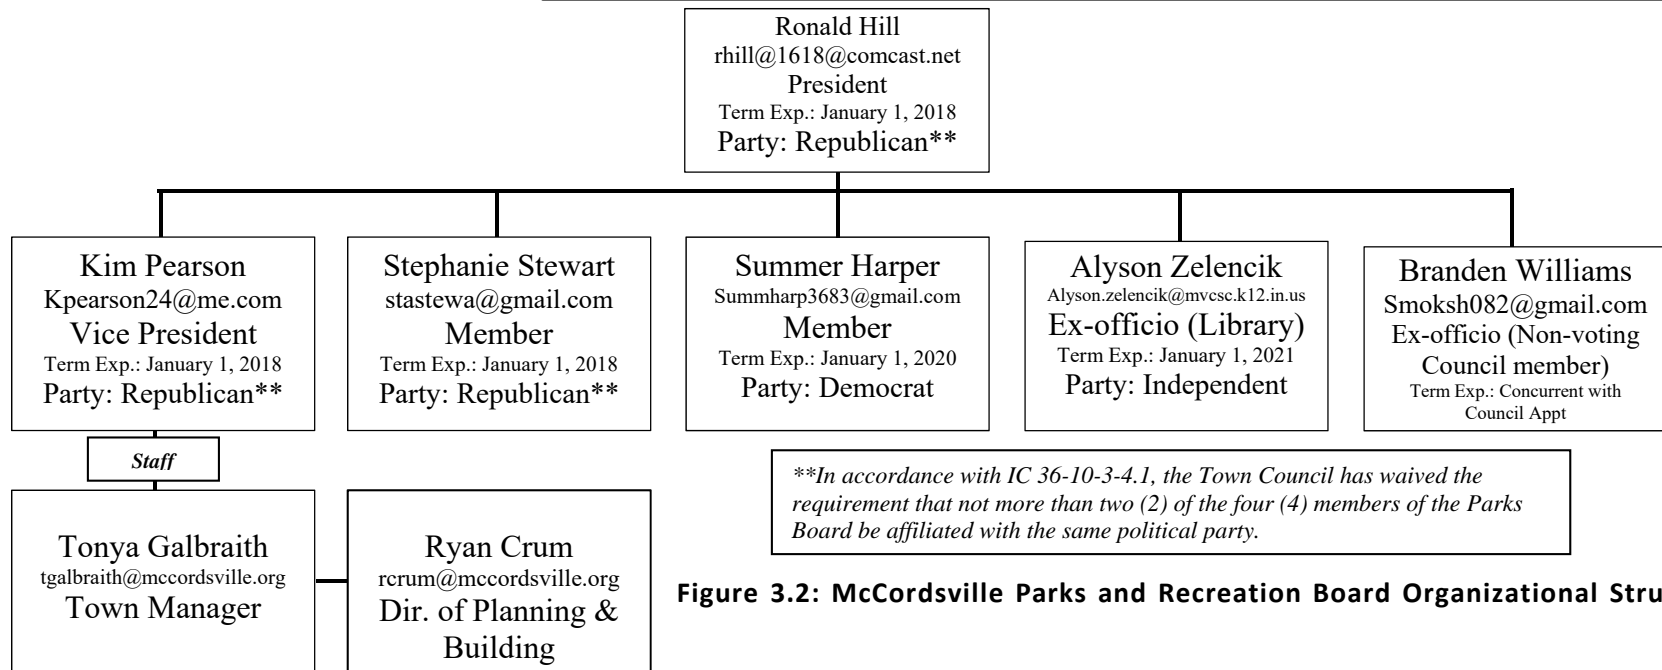 Ronald Hill
rhill@1618@comcast.net
President
Term Exp.: January 1, 2018
Party: Republican**
Kim Pearson
Kpearson24@me.com
Vice President
Term Exp.: January 1, 2018
Party: Republican**
Stephanie Stewart
stastewa@gmail.com
Member
Term Exp.: January 1, 2018
Party: Republican**
Summer Harper
Summharp3683@gmail.com
Member
Term Exp.: January 1, 2020
Party: Democrat
Alyson Zelencik
Alyson.zelencik@mvcsc.k12.in.us
Ex-officio (Library)
Term Exp.: January 1, 2021
Party: Independent
Branden Williams
Smoksh082@gmail.com
Ex-officio (Non-voting
Council member)
Term Exp.: Concurrent with
Council Appt
Staff
Tonya Galbraith
tgalbraith@mccordsville.org
Town Manager
Ryan Crum
rcrum@mccordsville.org
Dir. of Planning &
Building
**In accordance with IC 36-10-3-4.1, the Town Council has waived the
requirement that not more than two (2) of the four (4) members of the Parks
Board be affiliated with the same political party.
Figure 3.2: McCordsville Parks and Recreation Board Organizational Stru